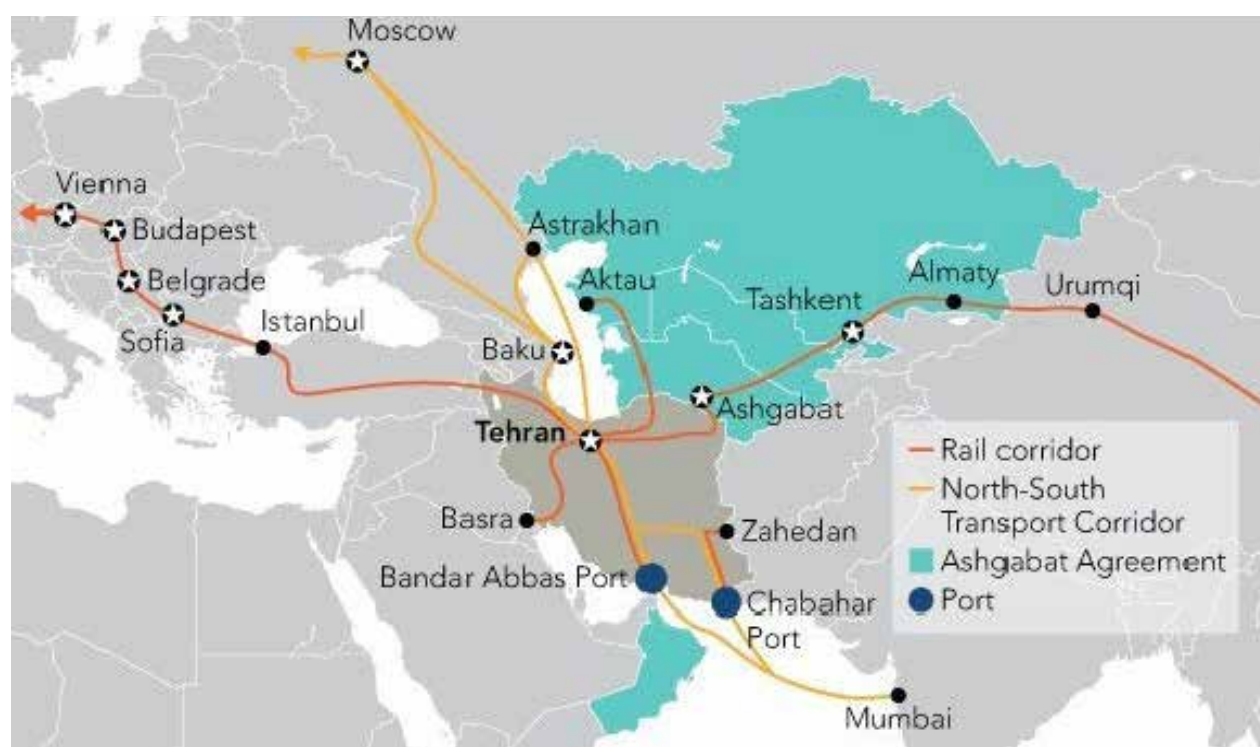 Moscow
Vienna
Budapest
Astrakhan
Belgrade
Aktau
Almaty
Urumqi
Tashkent
Istanbul
Sofia
Baku
Ashgabat
Tehran
Basra
Zahedan
Bandar Abbas Port
Chabahar
Port
Mumbai
Rail corridor
North-South
Transport Corridor
Ashgabat Agreement
Port